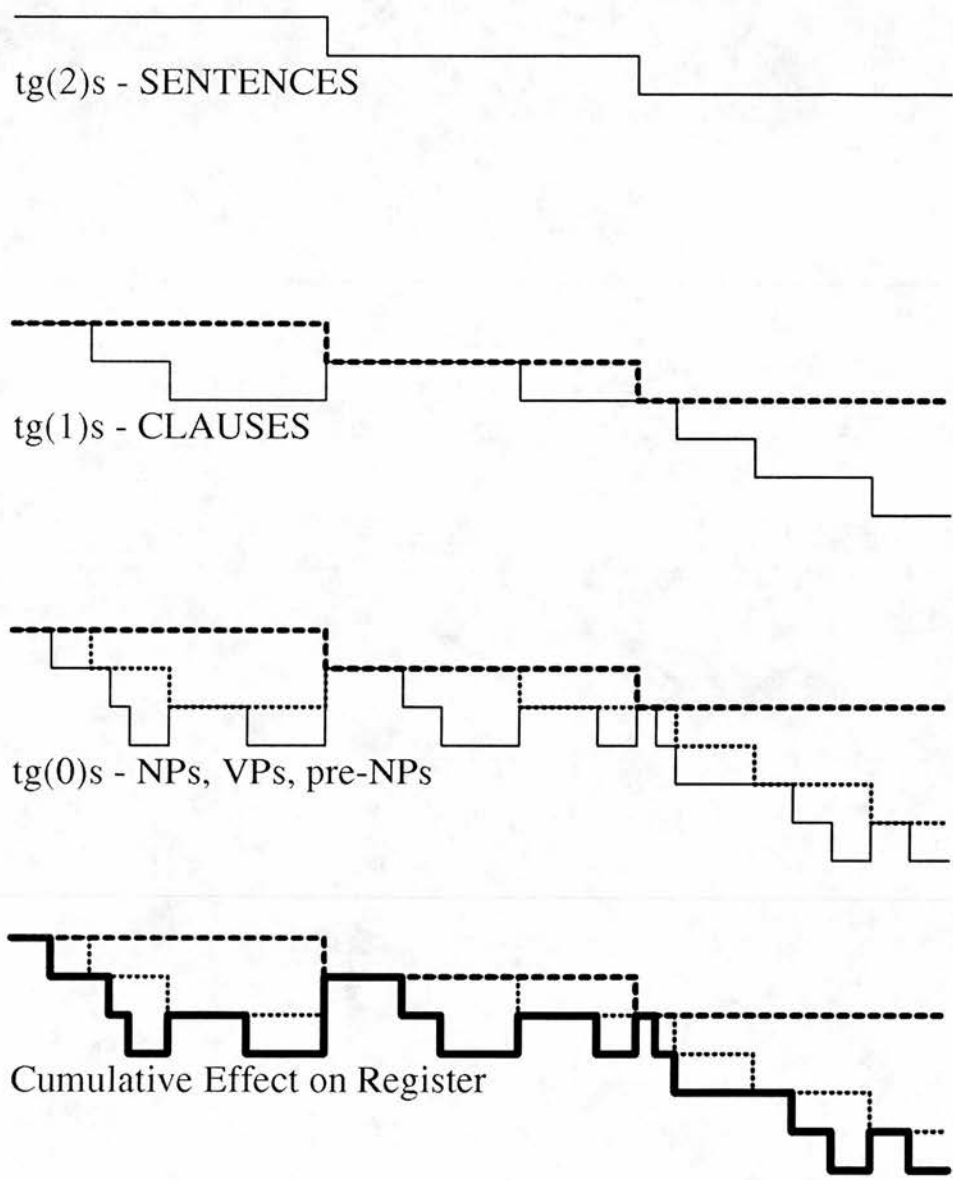 tg(2)s - SENTENCES
tg(1)s - CLAUSES
tg(0)s - NPs, VPs, pre-NPs
Cumulative Effect on Register